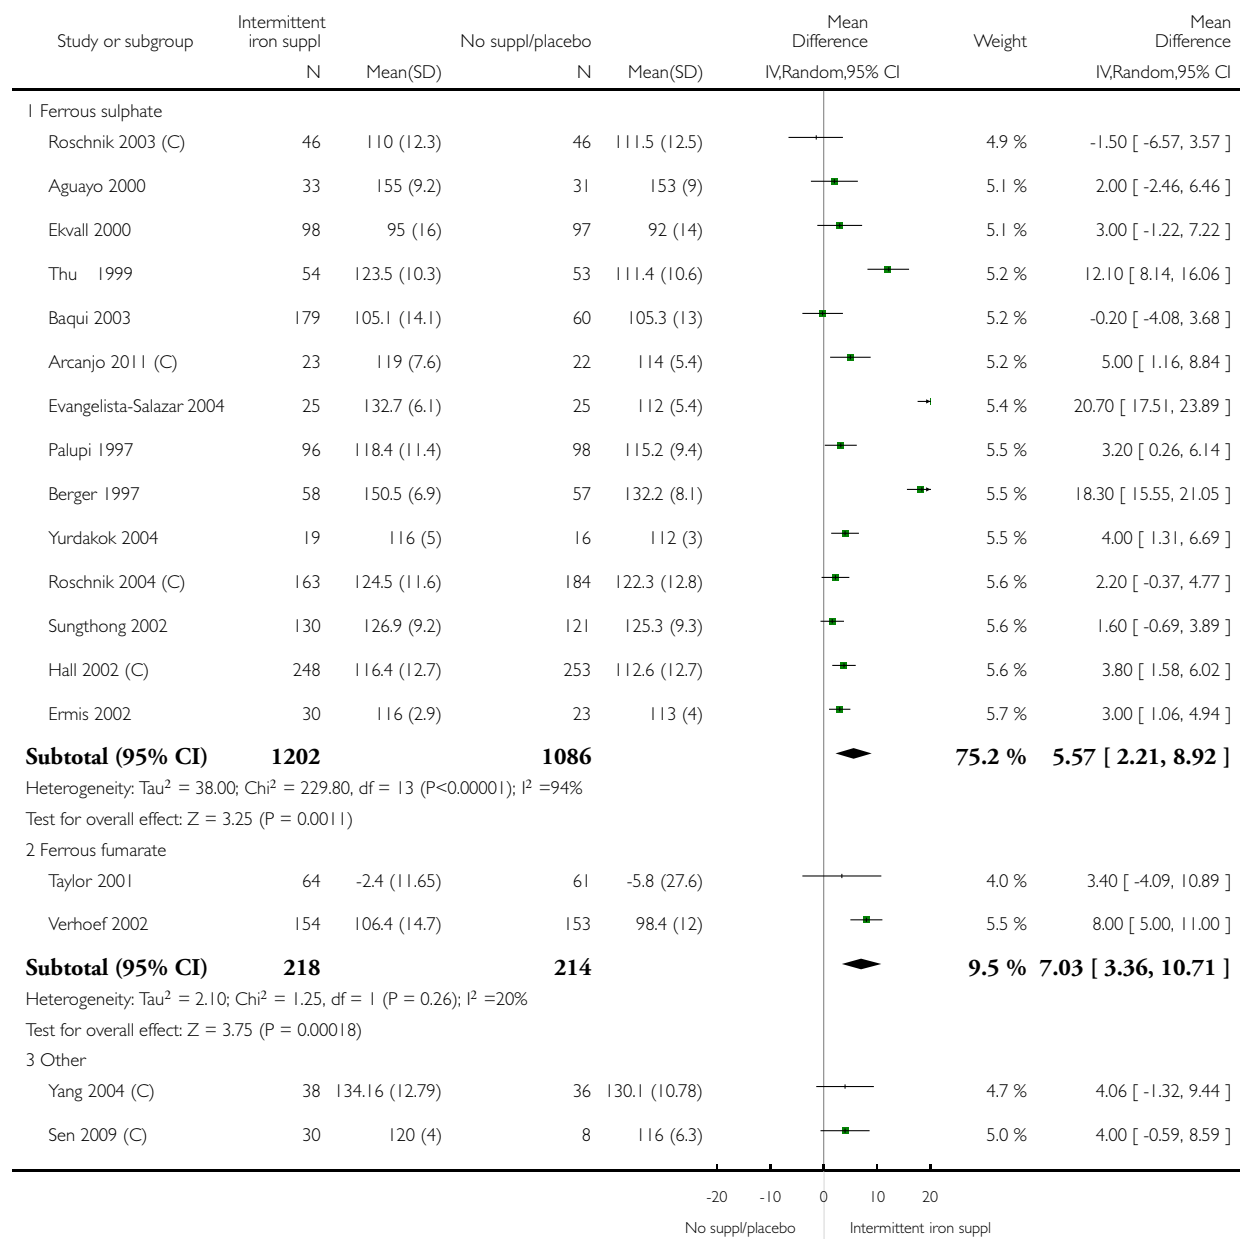 Study or subgroup Intermittent iron suppl No suppl/placebo Mean Difference Weight Mean Difference
N Mean(SD) N Mean(SD) IV,Random,95% CI IV,Random,95% CI
1 Ferrous sulphate
Roschnik 2003 (C) 46 110 (12.3) 46 111.5 (12.5) 4.9 % -1.50 [ -6.57, 3.57 ]
Aguayo 2000 33 155 (9.2) 31 153 (9) 5.1 % 2.00 [ -2.46, 6.46 ]
Ekvall 2000 98 95 (16) 97 92 (14) 5.1 % 3.00 [ -1.22, 7.22 ]
Thu 1999 54 123.5 (10.3) 53 111.4 (10.6) 5.2 % 12.10 [ 8.14, 16.06 ]
Baqui 2003 179 105.1 (14.1) 60 105.3 (13) 5.2 % -0.20 [ -4.08, 3.68 ]
Arcanjo 2011 (C) 23 119 (7.6) 22 114 (5.4) 5.2 % 5.00 [ 1.16, 8.84 ]
Evangelista-Salazar 2004 25 132.7 (6.1) 25 112 (5.4) 5.4 % 20.70 [ 17.51, 23.89 ]
Palupi 1997 96 118.4 (11.4) 98 115.2 (9.4) 5.5 % 3.20 [ 0.26, 6.14 ]
Berger 1997 58 150.5 (6.9) 57 132.2 (8.1) 5.5 % 18.30 [ 15.55, 21.05 ]
Yurdakok 2004 19 116 (5) 16 112 (3) 5.5 % 4.00 [ 1.31, 6.69 ]
Roschnik 2004 (C) 163 124.5 (11.6) 184 122.3 (12.8) 5.6 % 2.20 [ -0.37, 4.77 ]
Sungthong 2002 130 126.9 (9.2) 121 125.3 (9.3) 5.6 % 1.60 [ -0.69, 3.89 ]
Hall 2002 (C) 248 116.4 (12.7) 253 112.6 (12.7) 5.6 % 3.80 [ 1.58, 6.02 ]
Ermis 2002 30 116 (2.9) 23 113 (4) 5.7 % 3.00 [ 1.06, 4.94 ]
Subtotal (95% CI) 1202 1086 75.2 % 5.57 [ 2.21, 8.92 ]
Heterogeneity: Tau² = 38.00; Chi² = 229.80, df = 13 (P<0.00001); I² =94%
Test for overall effect: Z = 3.25 (P = 0.0011)
2 Ferrous fumarate
Taylor 2001 64 -2.4 (11.65) 61 -5.8 (27.6) 4.0 % 3.40 [ -4.09, 10.89 ]
Verhoef 2002 154 106.4 (14.7) 153 98.4 (12) 5.5 % 8.00 [ 5.00, 11.00 ]
Subtotal (95% CI) 218 214 9.5 % 7.03 [ 3.36, 10.71 ]
Heterogeneity: Tau² = 2.10; Chi² = 1.25, df = 1 (P = 0.26); I² =20%
Test for overall effect: Z = 3.75 (P = 0.00018)
3 Other
Yang 2004 (C) 38 134.16 (12.79) 36 130.1 (10.78) 4.7 % 4.06 [ -1.32, 9.44 ]
Sen 2009 (C) 30 120 (4) 8 116 (6.3) 5.0 % 4.00 [ -0.59, 8.59 ]
-20 -10 0 10 20
No suppl/placebo Intermittent iron suppl